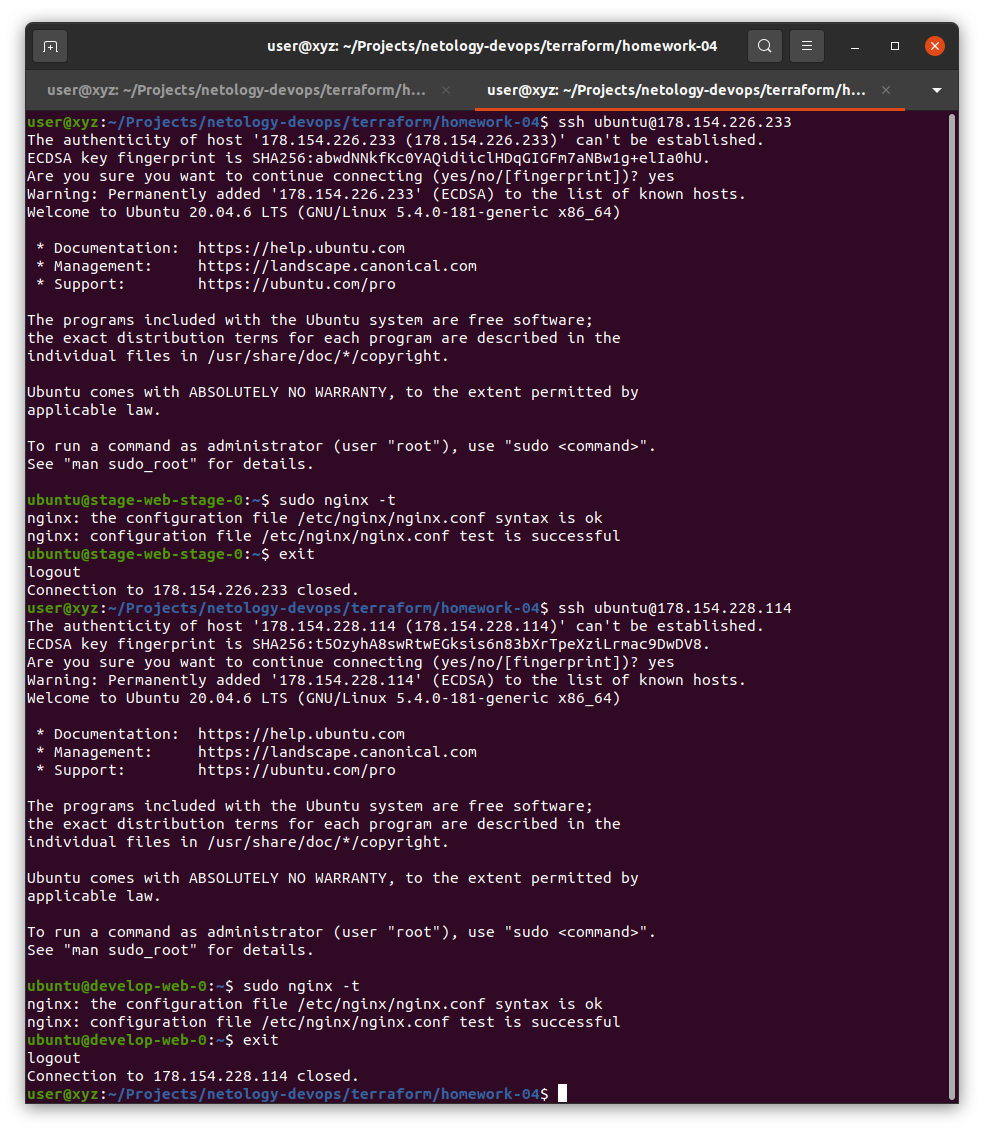 user@xyz: ~/Projects/netology-devops/terraform/homework-04
user@xyz: ~/Projects/netology-devops/terraform/h...
user@xyz: ~/Projects/netology-devops/terraform/h...
user@xyz:~/Projects/netology-devops/terraform/homework-04$ ssh ubuntu@178.154.226.233
The authenticity of host '178.154.226.233 (178.154.226.233)' can't be established.
ECDSA key fingerprint is SHA256:abwdNNkfKc0YAQidiiclHDqGIGFm7aNBw1g+elIa0hU.
Are you sure you want to continue connecting (yes/no/[fingerprint])? yes
Warning: Permanently added '178.154.226.233' (ECDSA) to the list of known hosts.
Welcome to Ubuntu 20.04.6 LTS (GNU/Linux 5.4.0-181-generic x86_64)
* Documentation:  https://help.ubuntu.com
* Management:     https://landscape.canonical.com
* Support:        https://ubuntu.com/pro
The programs included with the Ubuntu system are free software;
the exact distribution terms for each program are described in the
individual files in /usr/share/doc/*/copyright.
Ubuntu comes with ABSOLUTELY NO WARRANTY, to the extent permitted by
applicable law.
To run a command as administrator (user "root"), use "sudo <command>".
See "man sudo_root" for details.
ubuntu@stage-web-stage-0:~$ sudo nginx -t
nginx: the configuration file /etc/nginx/nginx.conf syntax is ok
nginx: configuration file /etc/nginx/nginx.conf test is successful
ubuntu@stage-web-stage-0:~$ exit
logout
Connection to 178.154.226.233 closed.
user@xyz:~/Projects/netology-devops/terraform/homework-04$ ssh ubuntu@178.154.228.114
The authenticity of host '178.154.228.114 (178.154.228.114)' can't be established.
ECDSA key fingerprint is SHA256:t5OzyhA8swRtwEGksis6n83bXrTpeXziLrmac9DwDV8.
Are you sure you want to continue connecting (yes/no/[fingerprint])? yes
Warning: Permanently added '178.154.228.114' (ECDSA) to the list of known hosts.
Welcome to Ubuntu 20.04.6 LTS (GNU/Linux 5.4.0-181-generic x86_64)
* Documentation:  https://help.ubuntu.com
* Management:     https://landscape.canonical.com
* Support:        https://ubuntu.com/pro
The programs included with the Ubuntu system are free software;
the exact distribution terms for each program are described in the
individual files in /usr/share/doc/*/copyright.
Ubuntu comes with ABSOLUTELY NO WARRANTY, to the extent permitted by
applicable law.
To run a command as administrator (user "root"), use "sudo <command>".
See "man sudo_root" for details.
ubuntu@develop-web-0:~$ sudo nginx -t
nginx: the configuration file /etc/nginx/nginx.conf syntax is ok
nginx: configuration file /etc/nginx/nginx.conf test is successful
ubuntu@develop-web-0:~$ exit
logout
Connection to 178.154.228.114 closed.
user@xyz:~/Projects/netology-devops/terraform/homework-04$